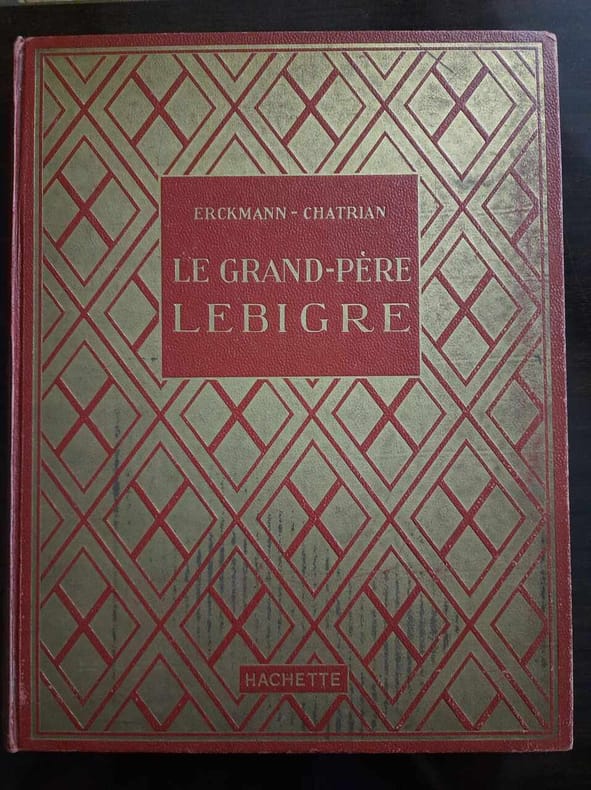 ERCKMANN-CHATRIAN
LE GRAND-PÈRE
LEBIGRE
HACHETTE